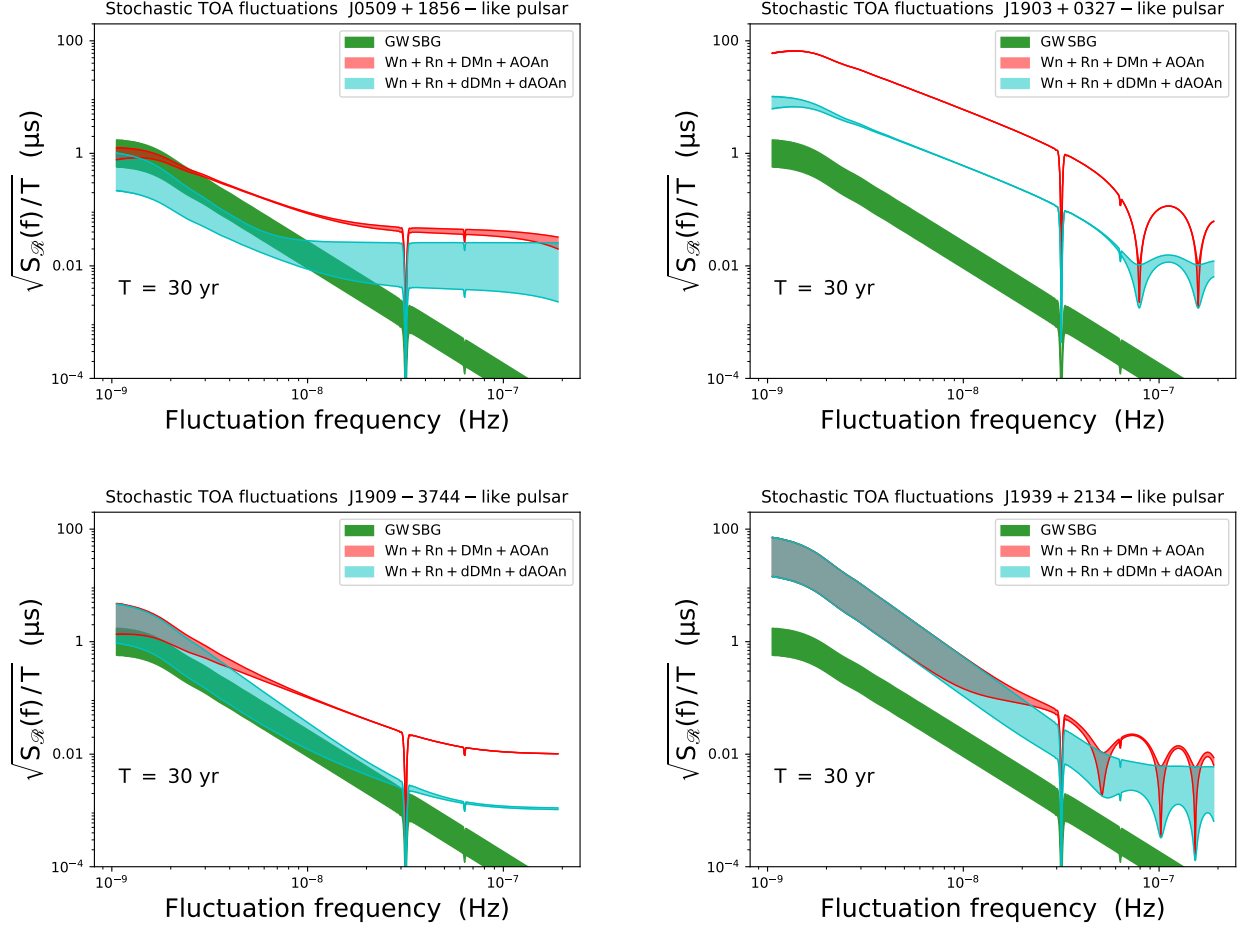 Stochastic TOA fluctuations J0509 + 1856 − like pulsar
100
1
0.01
10⁻⁴
√S_ℛ(f)/T (μs)
GW SBG
Wn + Rn + DMn + AOAn
Wn + Rn + dDMn + dAOAn
T = 30 yr
10⁻⁹
10⁻⁸
10⁻⁷
Fluctuation frequency (Hz)
Stochastic TOA fluctuations J1903 + 0327 − like pulsar
100
1
0.01
10⁻⁴
√S_ℛ(f)/T (μs)
GW SBG
Wn + Rn + DMn + AOAn
Wn + Rn + dDMn + dAOAn
T = 30 yr
10⁻⁹
10⁻⁸
10⁻⁷
Fluctuation frequency (Hz)
Stochastic TOA fluctuations J1909 − 3744 − like pulsar
100
1
0.01
10⁻⁴
√S_ℛ(f)/T (μs)
GW SBG
Wn + Rn + DMn + AOAn
Wn + Rn + dDMn + dAOAn
T = 30 yr
10⁻⁹
10⁻⁸
10⁻⁷
Fluctuation frequency (Hz)
Stochastic TOA fluctuations J1939 + 2134 − like pulsar
100
1
0.01
10⁻⁴
√S_ℛ(f)/T (μs)
GW SBG
Wn + Rn + DMn + AOAn
Wn + Rn + dDMn + dAOAn
T = 30 yr
10⁻⁹
10⁻⁸
10⁻⁷
Fluctuation frequency (Hz)